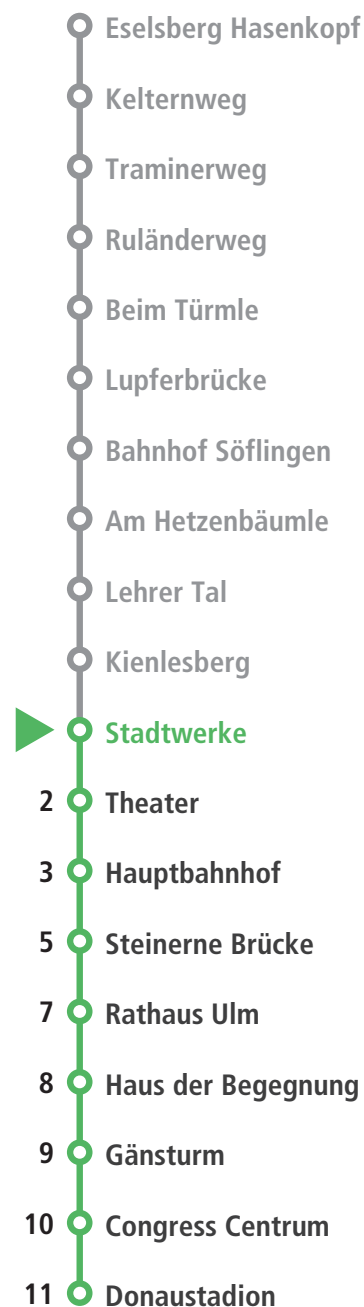 Eselsberg Hasenkopf
Kelternweg
Traminerweg
Ruländerweg
Beim Türmle
Lupferbrücke
Bahnhof Söflingen
Am Hetzenbäumle
Lehrer Tal
Kienlesberg
Stadtwerke
2 Theater
3 Hauptbahnhof
5 Steinerne Brücke
7 Rathaus Ulm
8 Haus der Begegnung
9 Gänsturm
10 Congress Centrum
11 Donaustadion